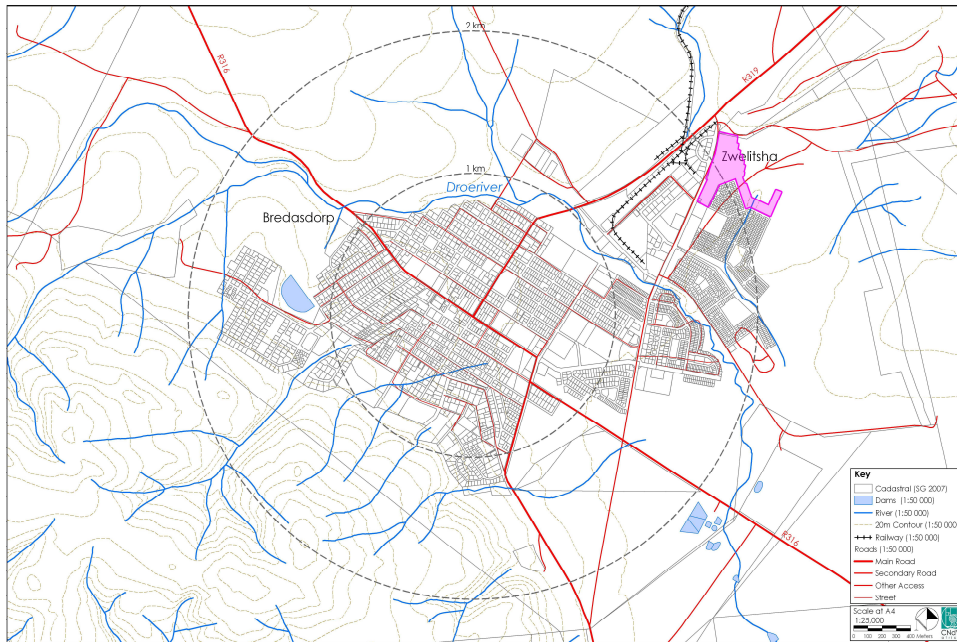 2 km
R316
R319
Zwelitsha
1 km
Droerivier
Bredasdorp
Key
Cadastral (SG 2007)
Dams (1:50 000)
River (1:50 000)
20m Contour (1:50 000)
Railway (1:50 000)
Roads (1:50 000)
Main Road
Secondary Road
Other Access
Street
R316
Scale at A4
1:25,000
0 100 200 300 400 Meters